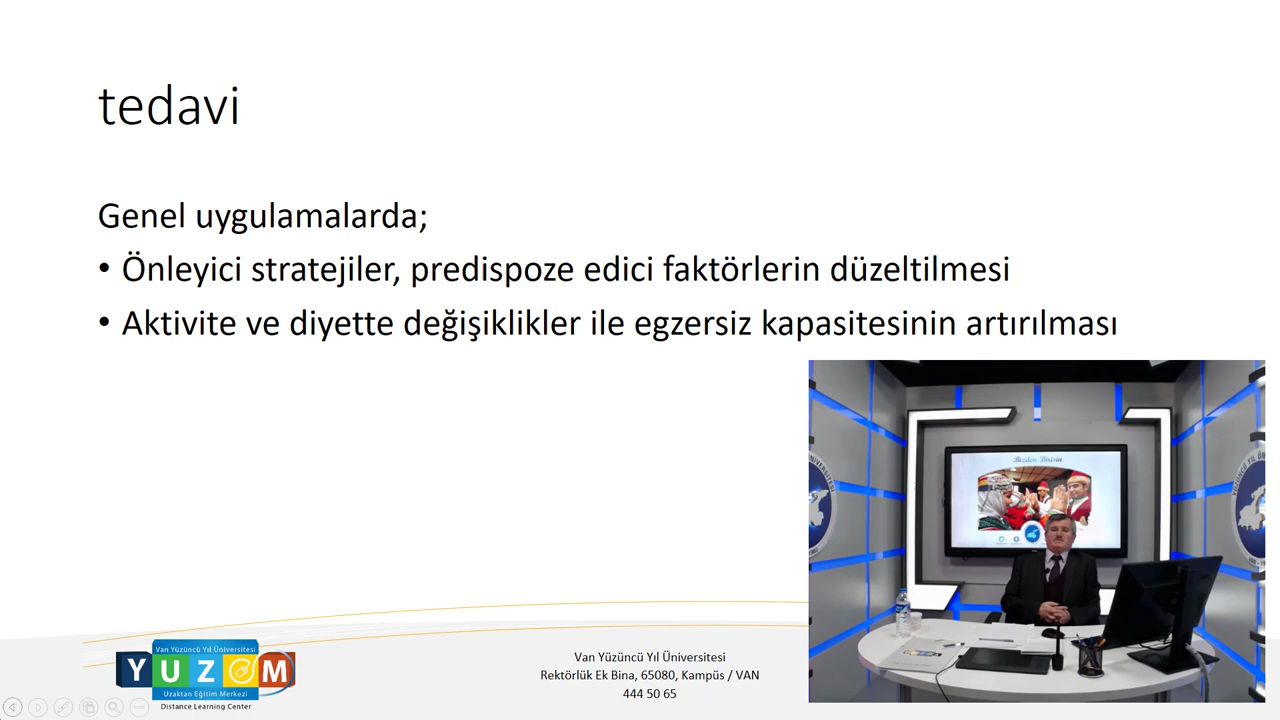 tedavi
Genel uygulamalarda;
• Önleyici stratejiler, predispoze edici faktörlerin düzeltilmesi
• Aktivite ve diyette değişiklikler ile egzersiz kapasitesinin artırılması
Bizden Birisin
Van Yüzüncü Yıl Üniversitesi
YUZEM
Uzaktan Eğitim Merkezi
Distance Learning Center
Van Yüzüncü Yıl Üniversitesi
Rektörlük Ek Bina, 65080, Kampüs / VAN
444 50 65